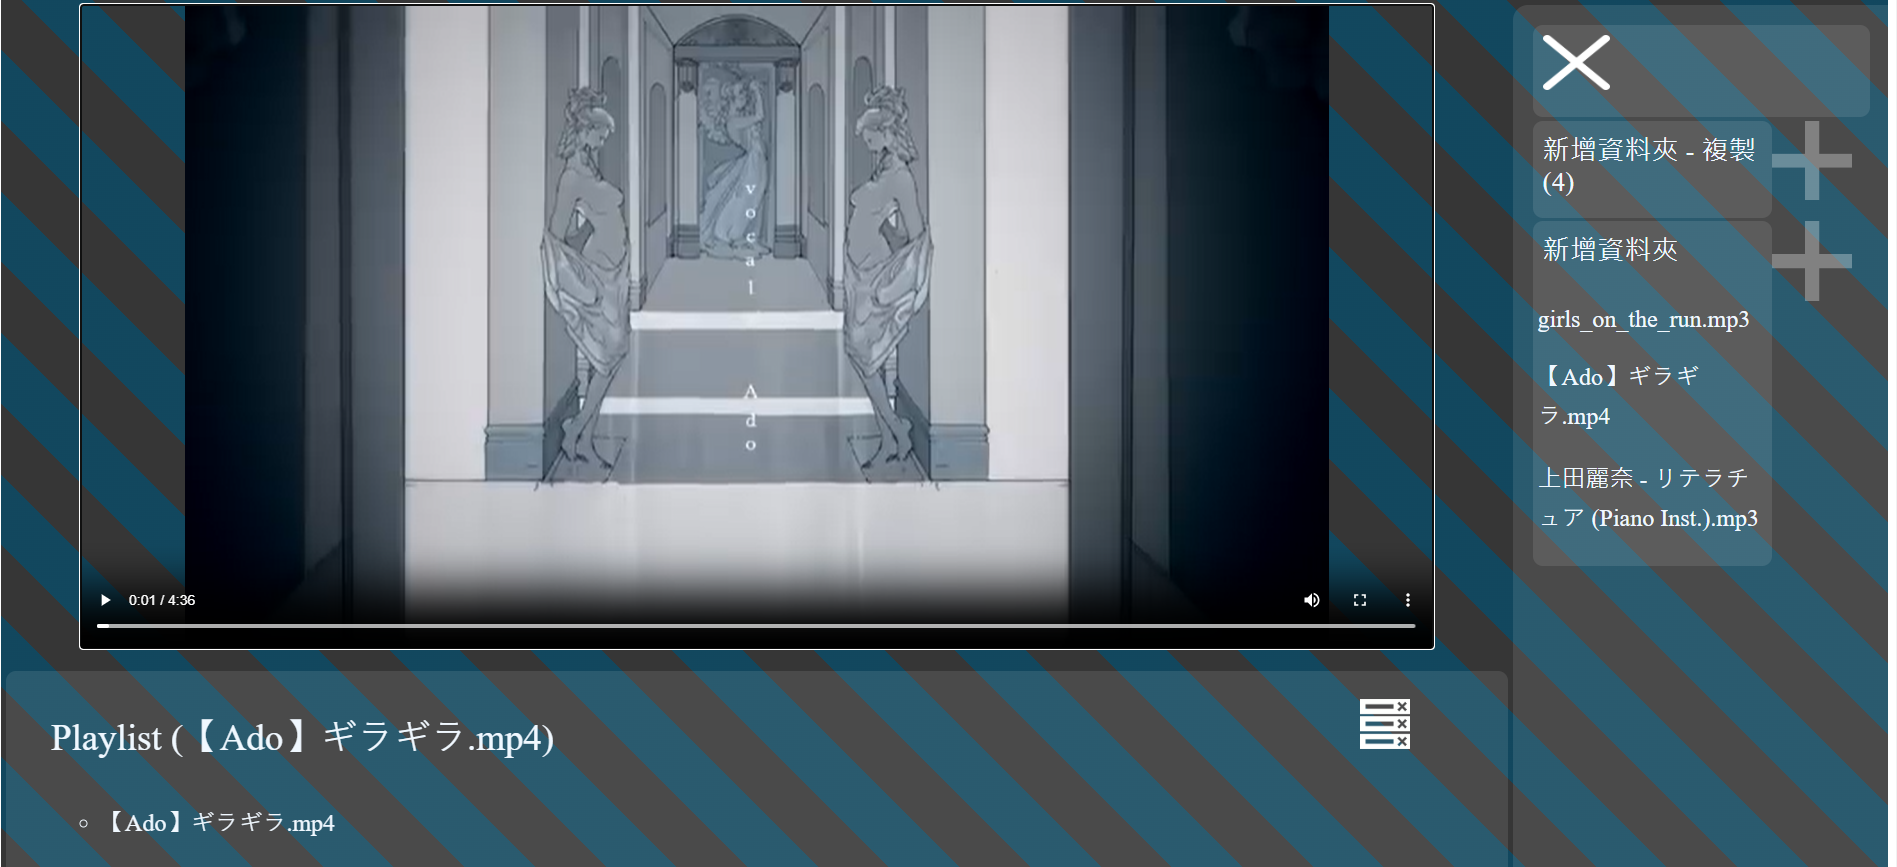 vocal Ado
0:01 / 4:36
Playlist (【Ado】ギラギラ.mp4)
【Ado】ギラギラ.mp4
新增資料夾 - 複製
(4)
新增資料夾
girls_on_the_run.mp3
【Ado】ギラギ
ラ.mp4
上田麗奈 - リテラチ
ュア (Piano Inst.).mp3